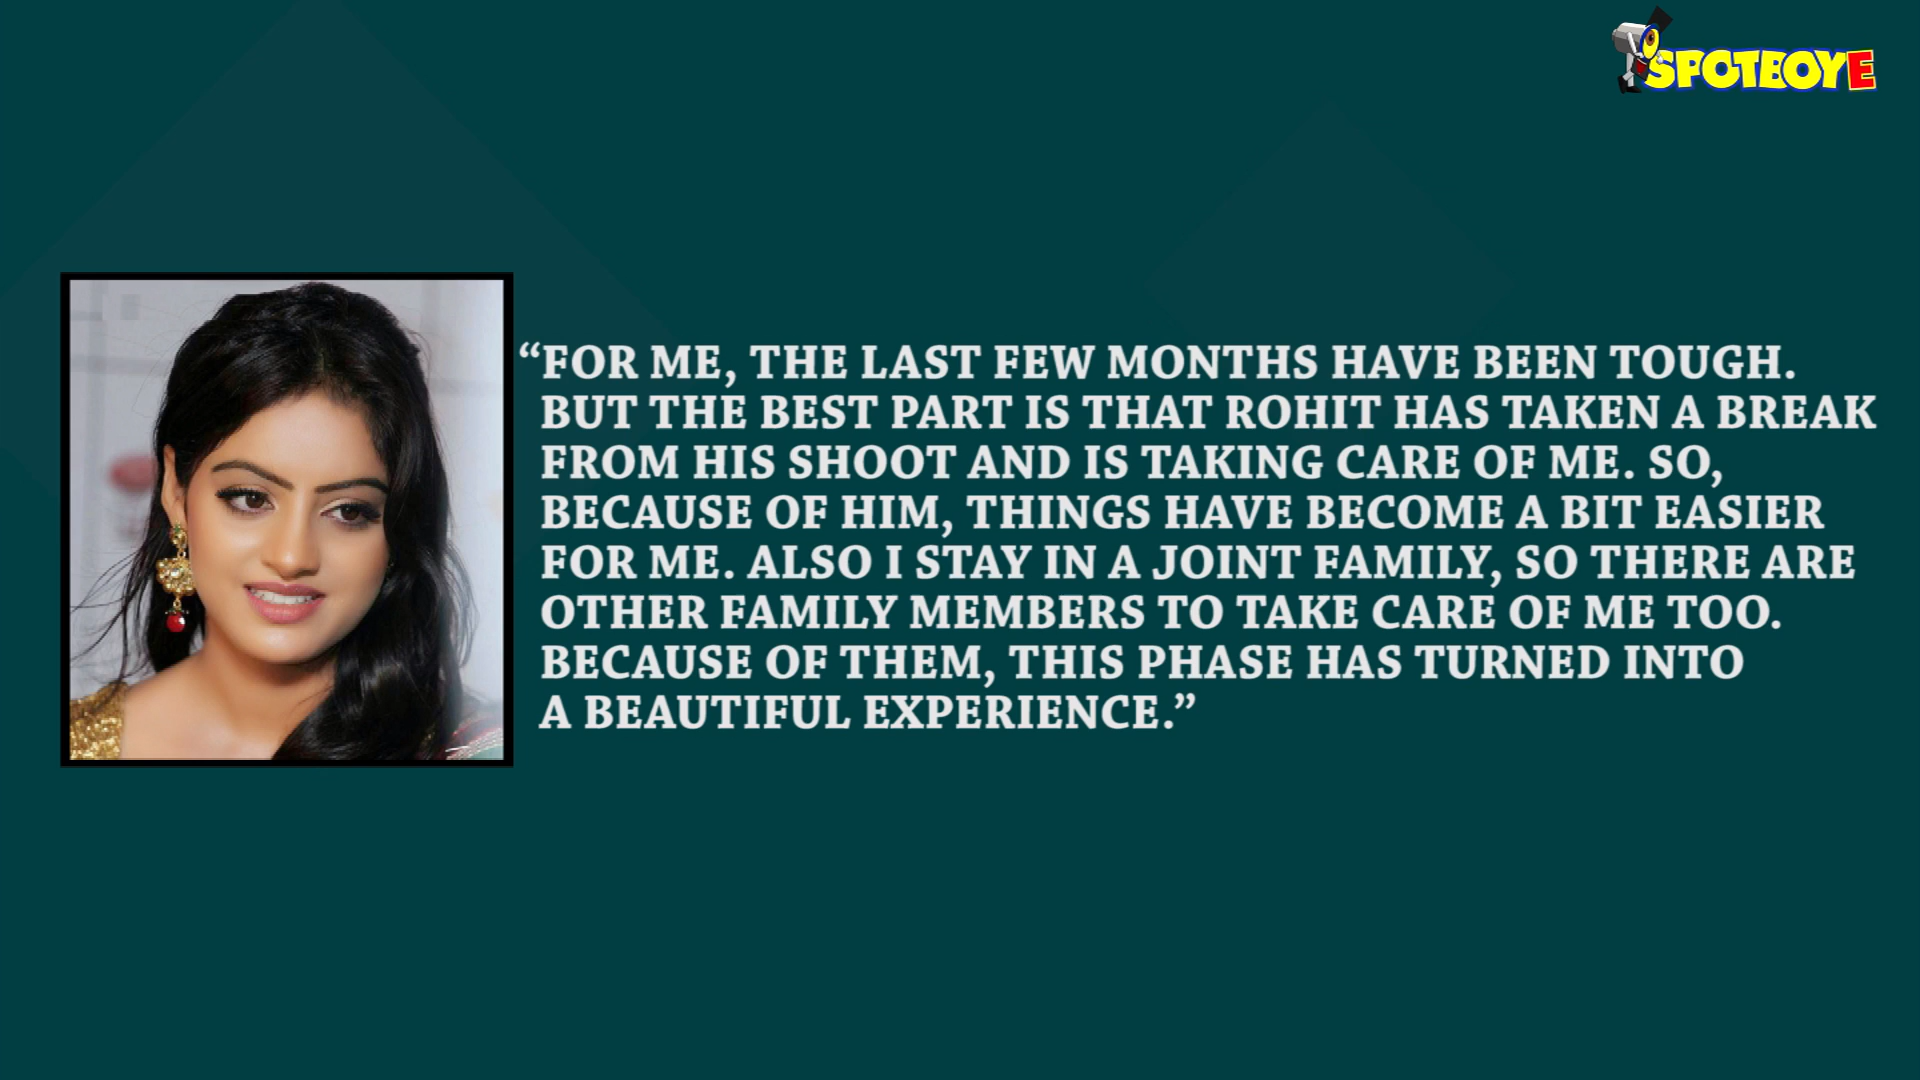 SPOTBOYE
“FOR ME, THE LAST FEW MONTHS HAVE BEEN TOUGH.
BUT THE BEST PART IS THAT ROHIT HAS TAKEN A BREAK
FROM HIS SHOOT AND IS TAKING CARE OF ME. SO,
BECAUSE OF HIM, THINGS HAVE BECOME A BIT EASIER
FOR ME. ALSO I STAY IN A JOINT FAMILY, SO THERE ARE
OTHER FAMILY MEMBERS TO TAKE CARE OF ME TOO.
BECAUSE OF THEM, THIS PHASE HAS TURNED INTO
A BEAUTIFUL EXPERIENCE.”